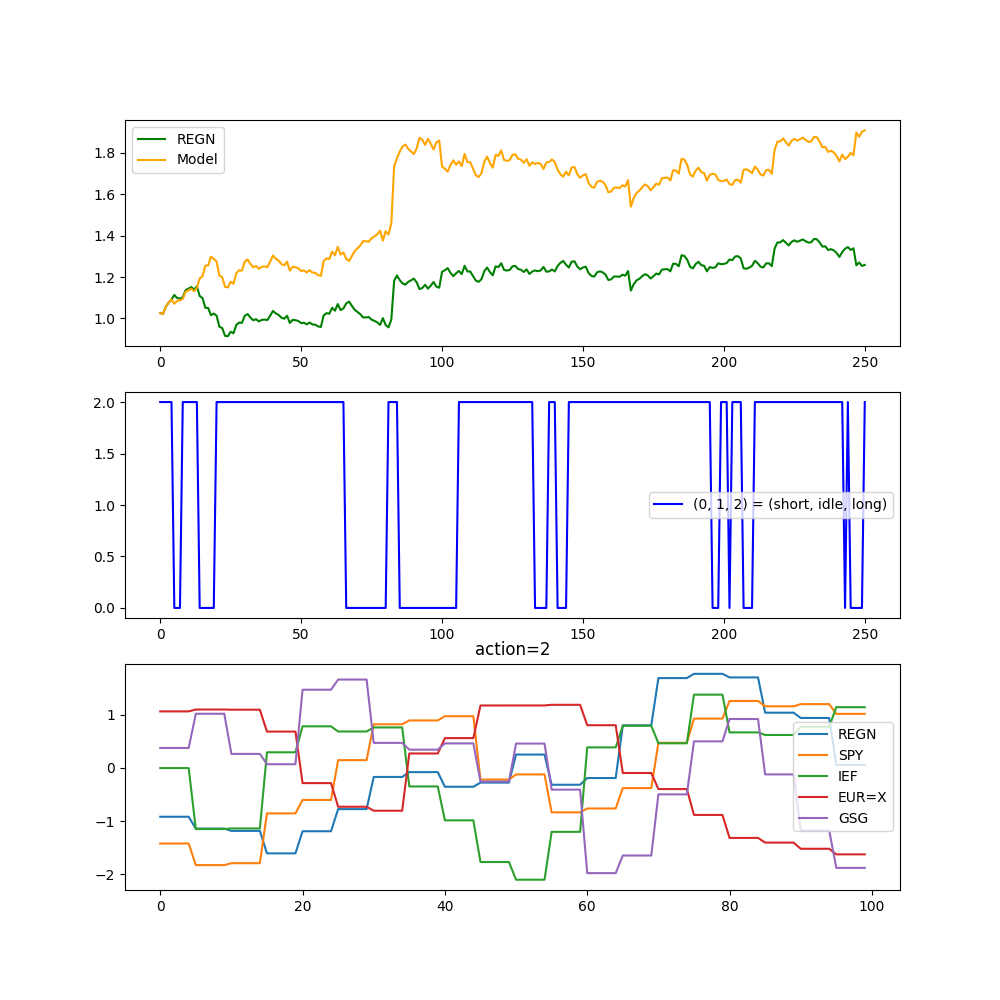 REGN
Model
1.8
1.6
1.4
1.2
1.0
0 50 100 150 200 250
2.0
1.5
1.0
0.5
0.0
(0, 1, 2) = (short, idle, long)
0 50 100 150 200 250
action=2
1
0
−1
−2
REGN
SPY
IEF
EUR=X
GSG
0 20 40 60 80 100